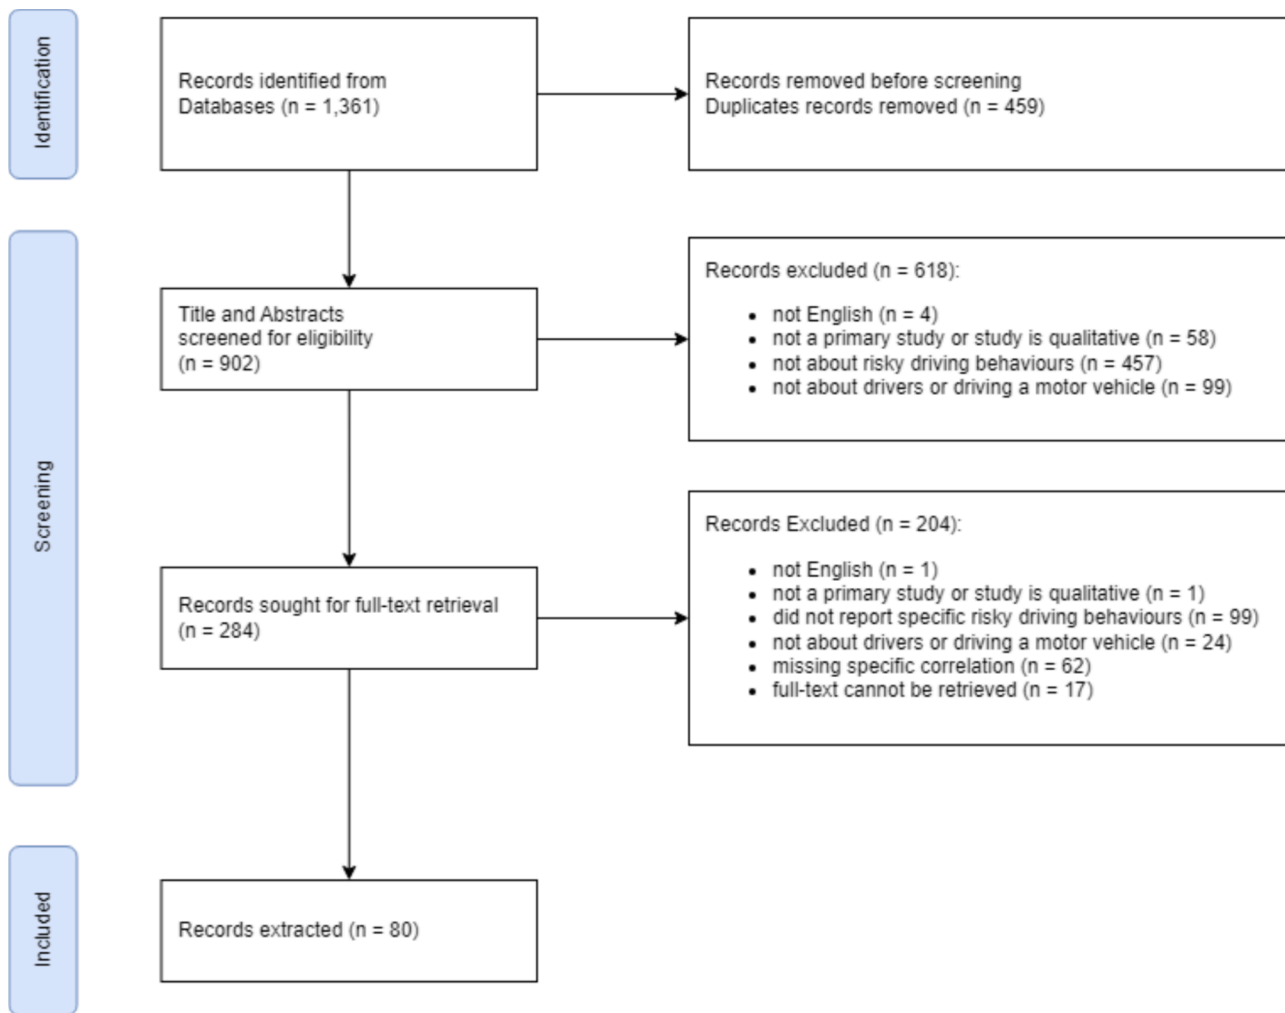 Identification
Records identified from
Databases (n = 1,361)
Records removed before screening
Duplicates records removed (n = 459)
Screening
Title and Abstracts
screened for eligibility
(n = 902)
Records excluded (n = 618):
• not English (n = 4)
• not a primary study or study is qualitative (n = 58)
• not about risky driving behaviours (n = 457)
• not about drivers or driving a motor vehicle (n = 99)
Records sought for full-text retrieval
(n = 284)
Records Excluded (n = 204):
• not English (n = 1)
• not a primary study or study is qualitative (n = 1)
• did not report specific risky driving behaviours (n = 99)
• not about drivers or driving a motor vehicle (n = 24)
• missing specific correlation (n = 62)
• full-text cannot be retrieved (n = 17)
Included
Records extracted (n = 80)